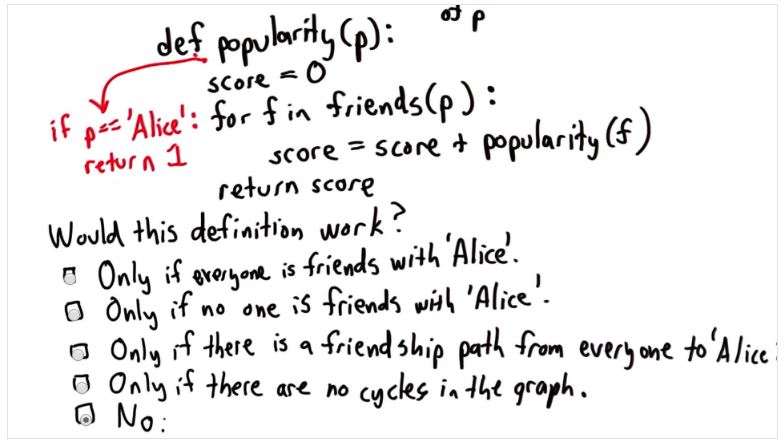 of p
def popularity(p):
score = 0
if p=='Alice': for f in friends(p):
return 1
score = score + popularity(f)
return score
Would this definition work?
Only if everyone is friends with 'Alice'.
Only if no one is friends with 'Alice'.
Only if there is a friendship path from everyone to 'Alice'
Only if there are no cycles in the graph.
No.